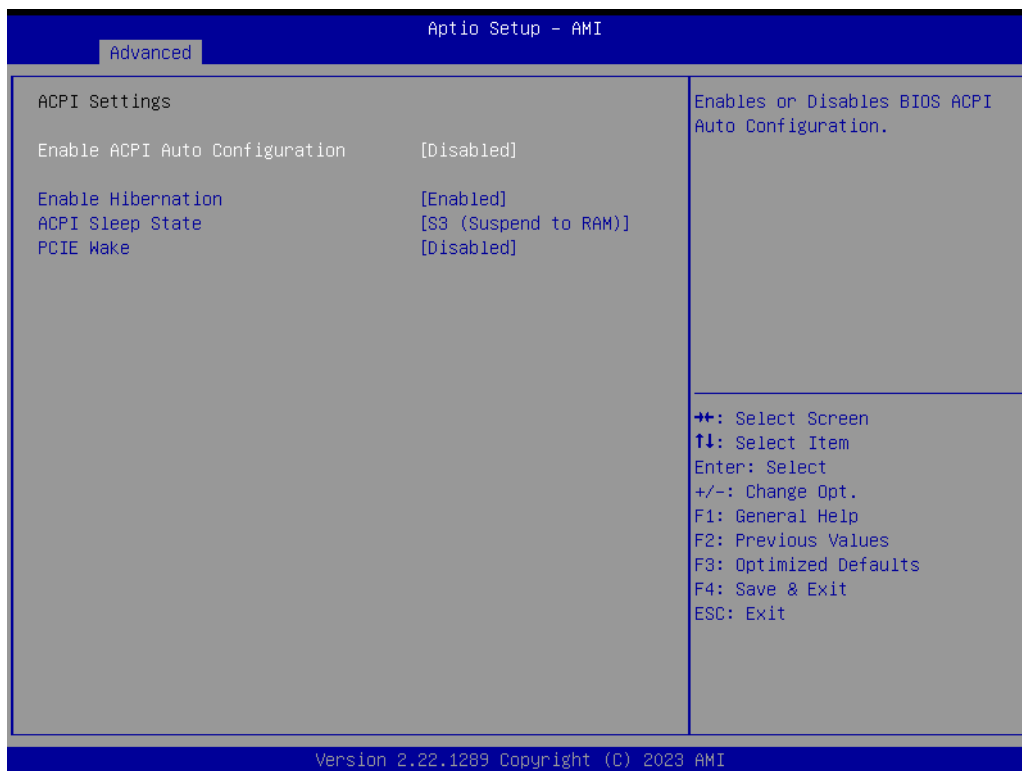 Aptio Setup - AMI
Advanced
ACPI Settings
Enable ACPI Auto Configuration [Disabled]
Enable Hibernation [Enabled]
ACPI Sleep State [S3 (Suspend to RAM)]
PCIE Wake [Disabled]
Enables or Disables BIOS ACPI
Auto Configuration.
→←: Select Screen
↑↓: Select Item
Enter: Select
+/-: Change Opt.
F1: General Help
F2: Previous Values
F3: Optimized Defaults
F4: Save & Exit
ESC: Exit
Version 2.22.1289 Copyright (C) 2023 AMI